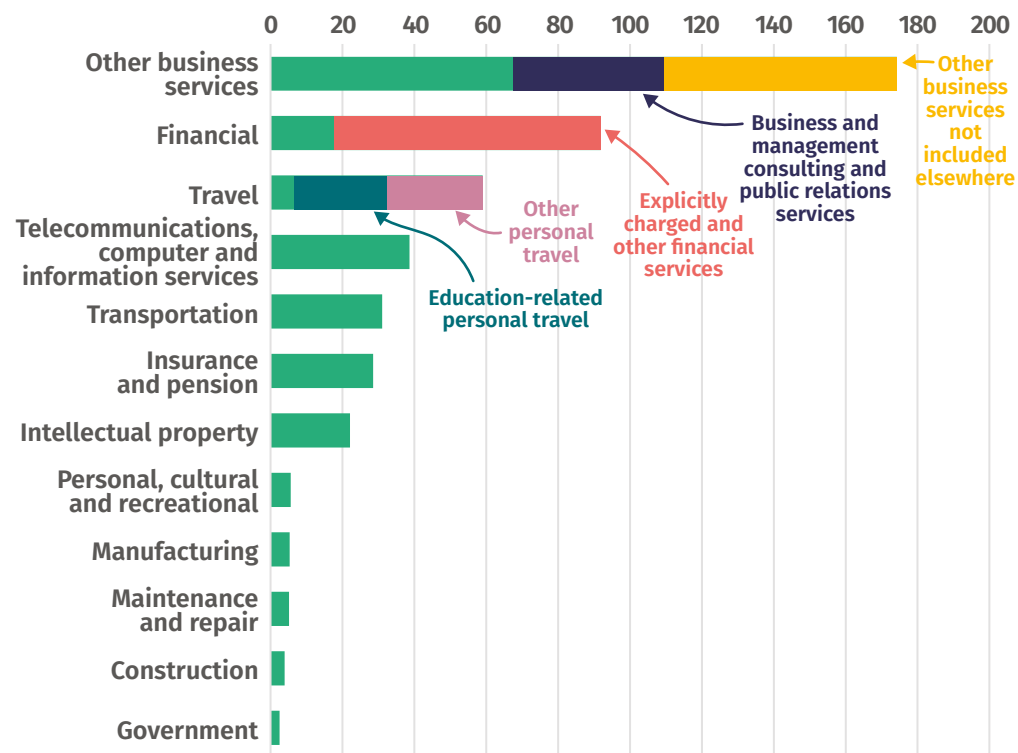 0 20 40 60 80 100 120 140 160 180 200
Other business
services
Other
business
services
not
included
elsewhere
Financial
Business and
management
consulting and
public relations
services
Travel
Explicitly
charged and
other financial
services
Other
personal
travel
Telecommunications,
computer and
information services
Education-related
personal travel
Transportation
Insurance
and pension
Intellectual property
Personal, cultural
and recreational
Manufacturing
Maintenance
and repair
Construction
Government